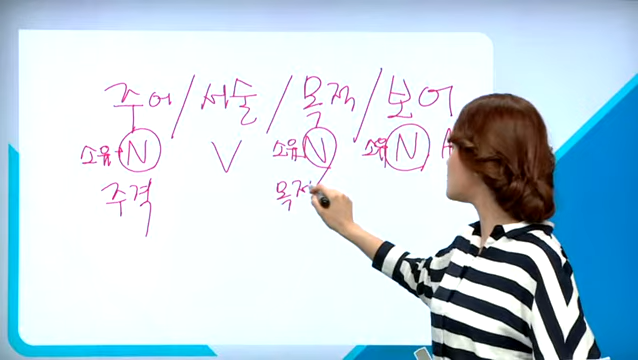 주어 / 서술 / 목적 / 보어
소유+Ⓝ V 소유Ⓝ 소유Ⓝ A
주격 목적